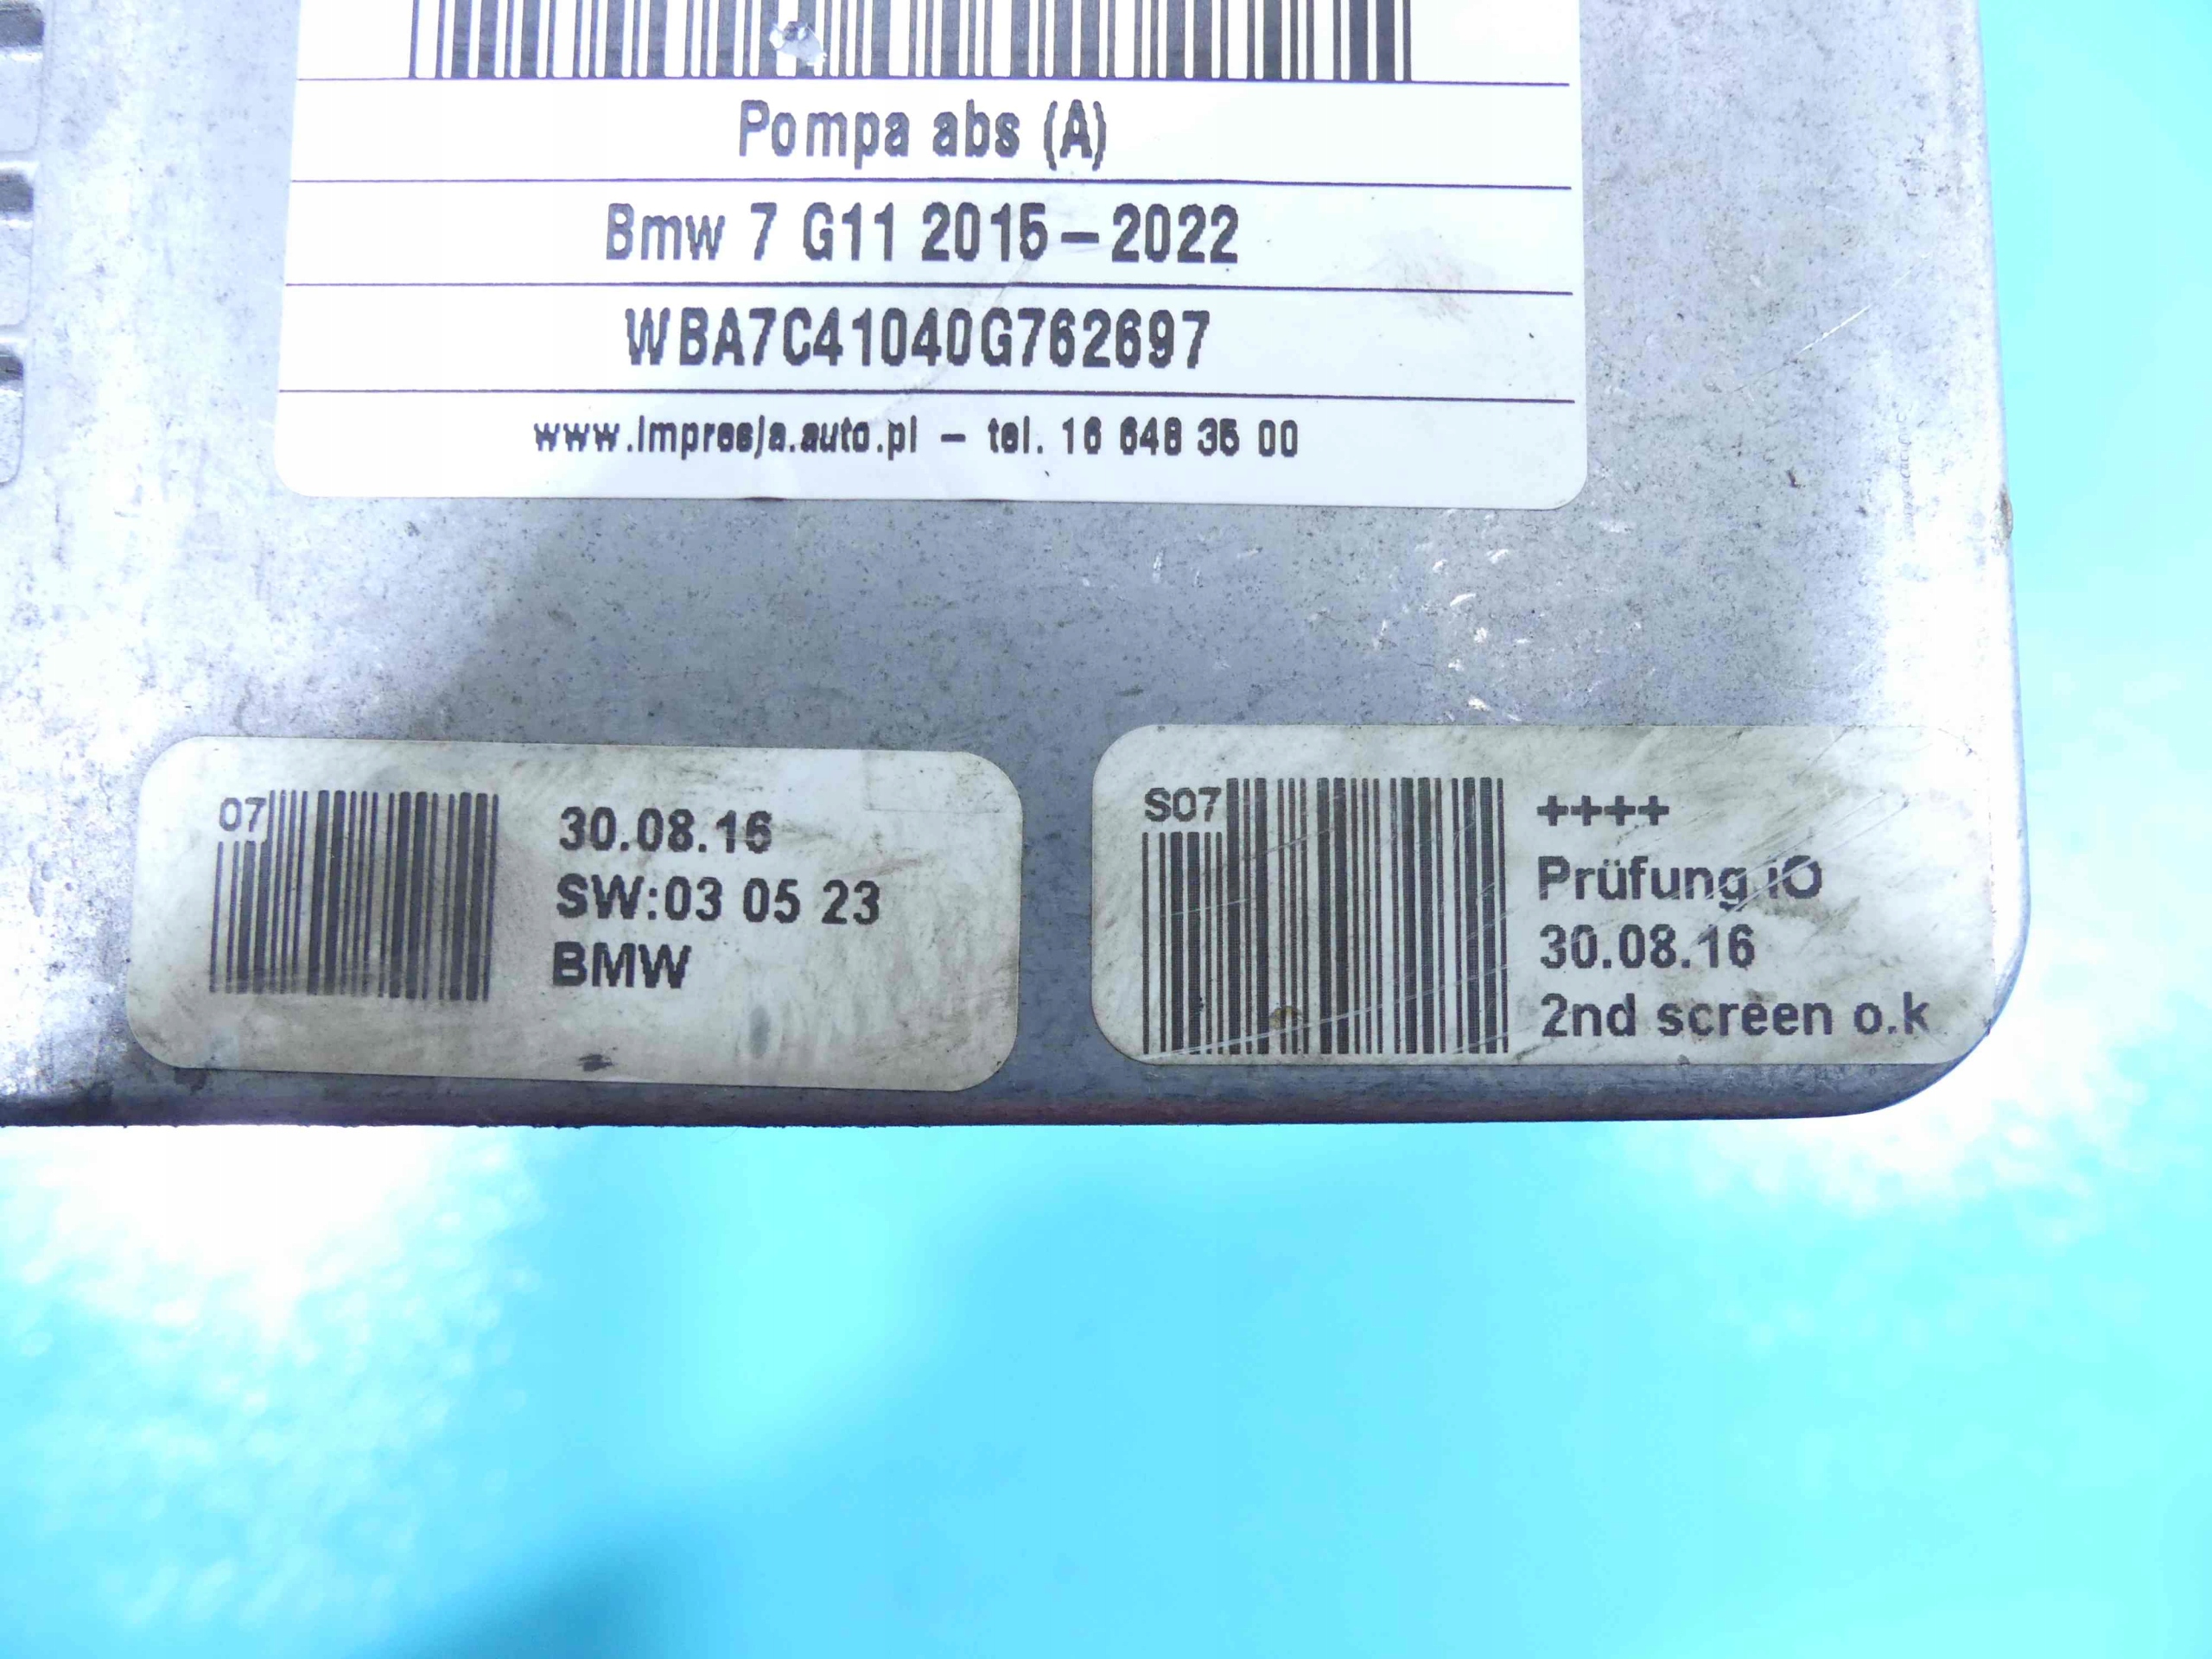 Pompa abs (A)
Bmw 7 G11 2015-2022
WBA7C41040G762697
www.impresja.auto.pl - tel. 16 648 35 00
07
30.08.16
SW:03 05 23
BMW
S07
++++
Prüfung iO
30.08.16
2nd screen o.k